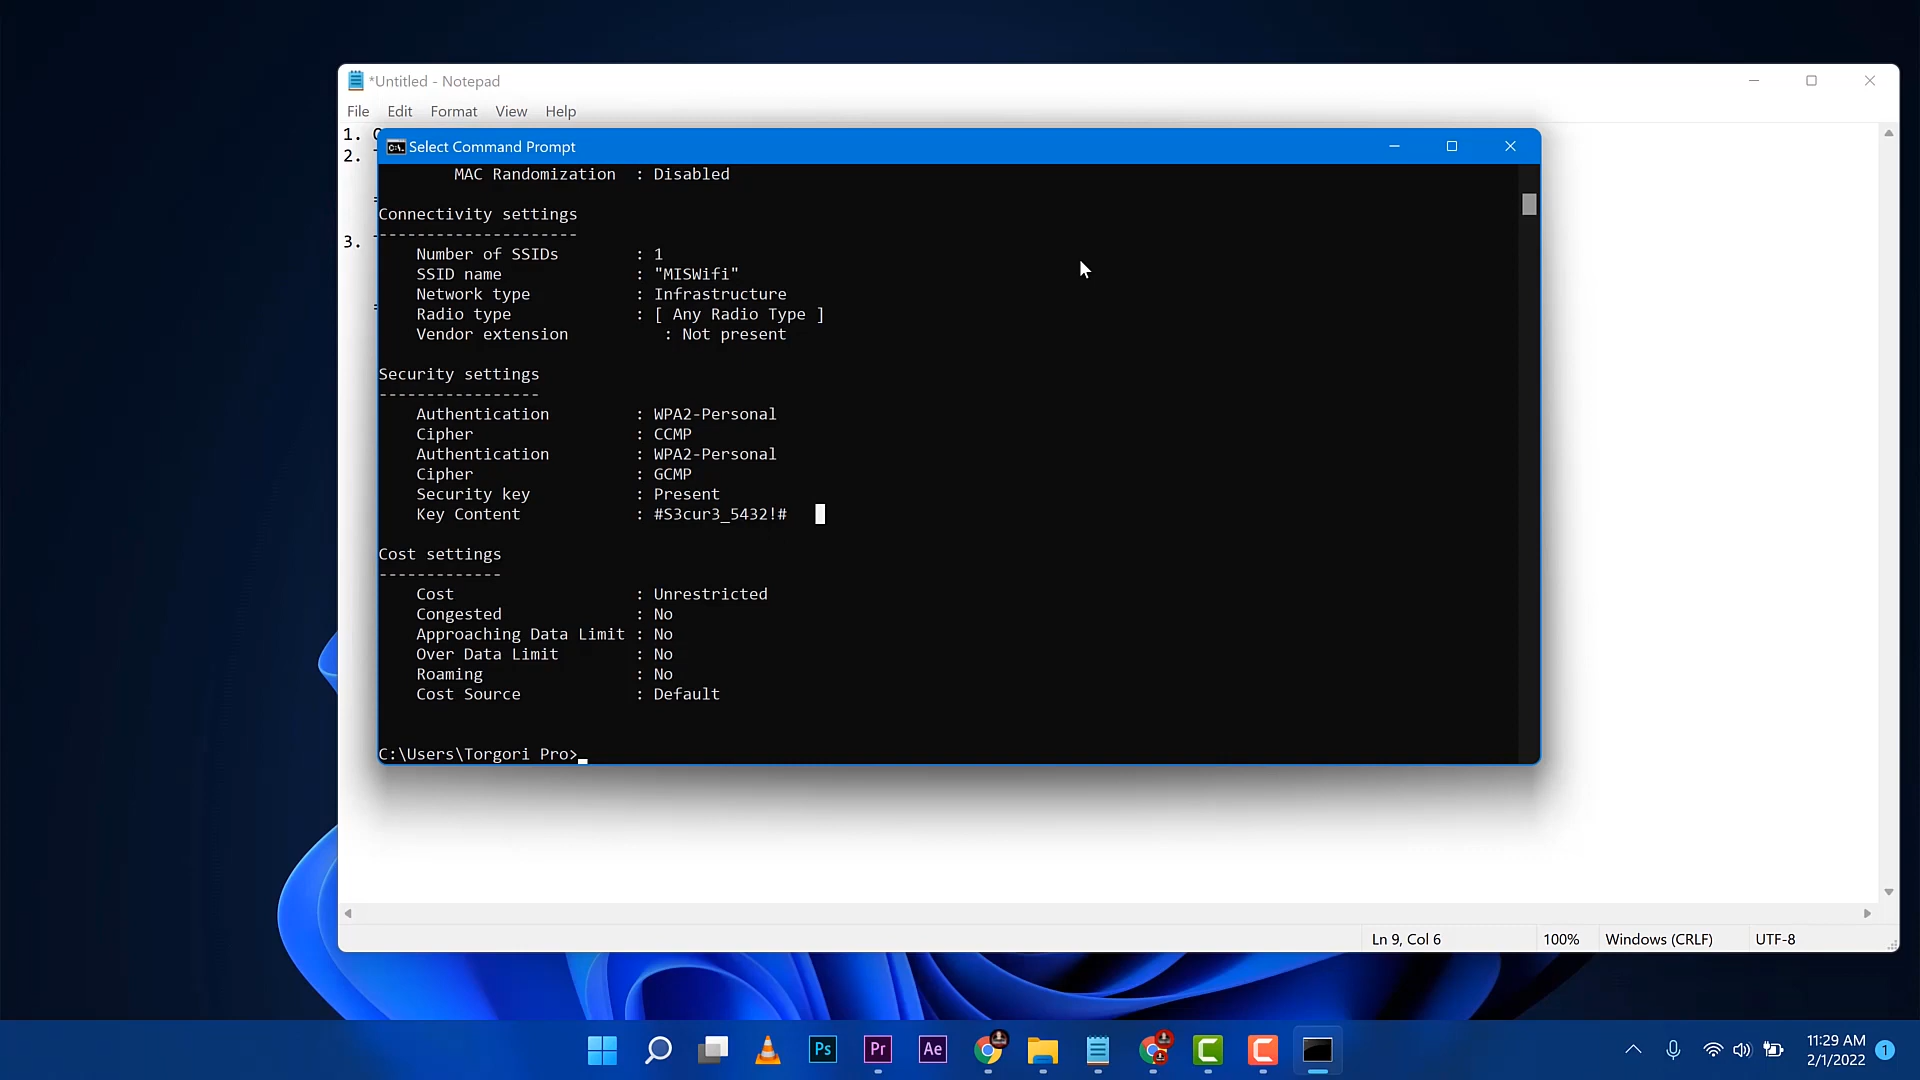 *Untitled - Notepad
File Edit Format View Help
1.
2.
3.
Select Command Prompt
MAC Randomization : Disabled
Connectivity settings
---------------------
Number of SSIDs : 1
SSID name : "MISWifi"
Network type : Infrastructure
Radio type : [ Any Radio Type ]
Vendor extension : Not present
Security settings
-----------------
Authentication : WPA2-Personal
Cipher : CCMP
Authentication : WPA2-Personal
Cipher : GCMP
Security key : Present
Key Content : #S3cur3_5432!#
Cost settings
-------------
Cost : Unrestricted
Congested : No
Approaching Data Limit : No
Over Data Limit : No
Roaming : No
Cost Source : Default
C:\Users\Torgori Pro>
Ln 9, Col 6 100% Windows (CRLF) UTF-8
Ps Pr Ae
11:29 AM
2/1/2022
1